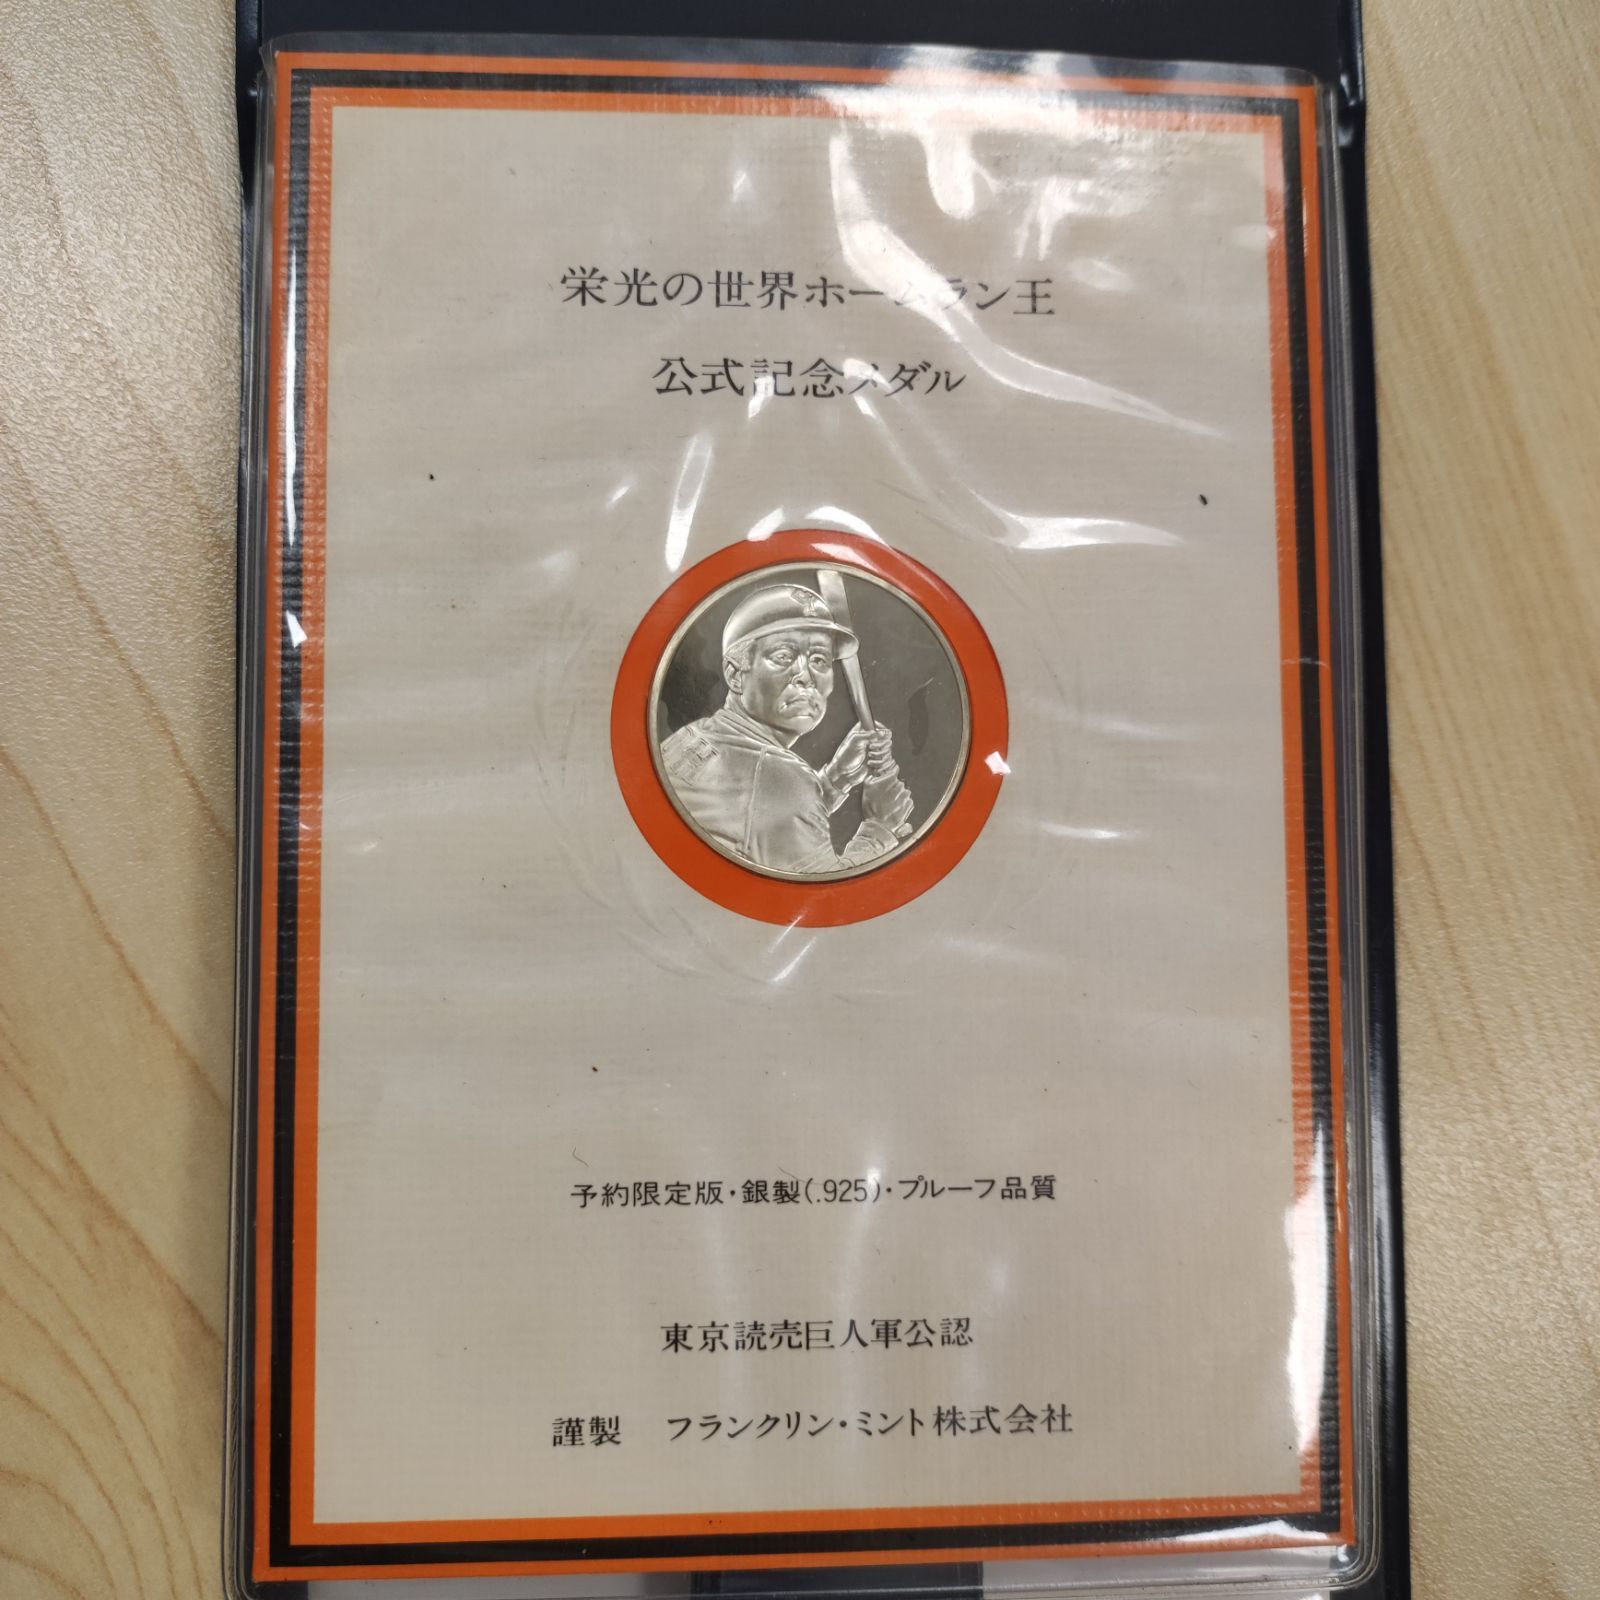 栄光の世界ホームラン王
公式記念メダル
予約限定版・銀製(.925)・プルーフ品質
東京読売巨人軍公認
謹製　フランクリン・ミント株式会社